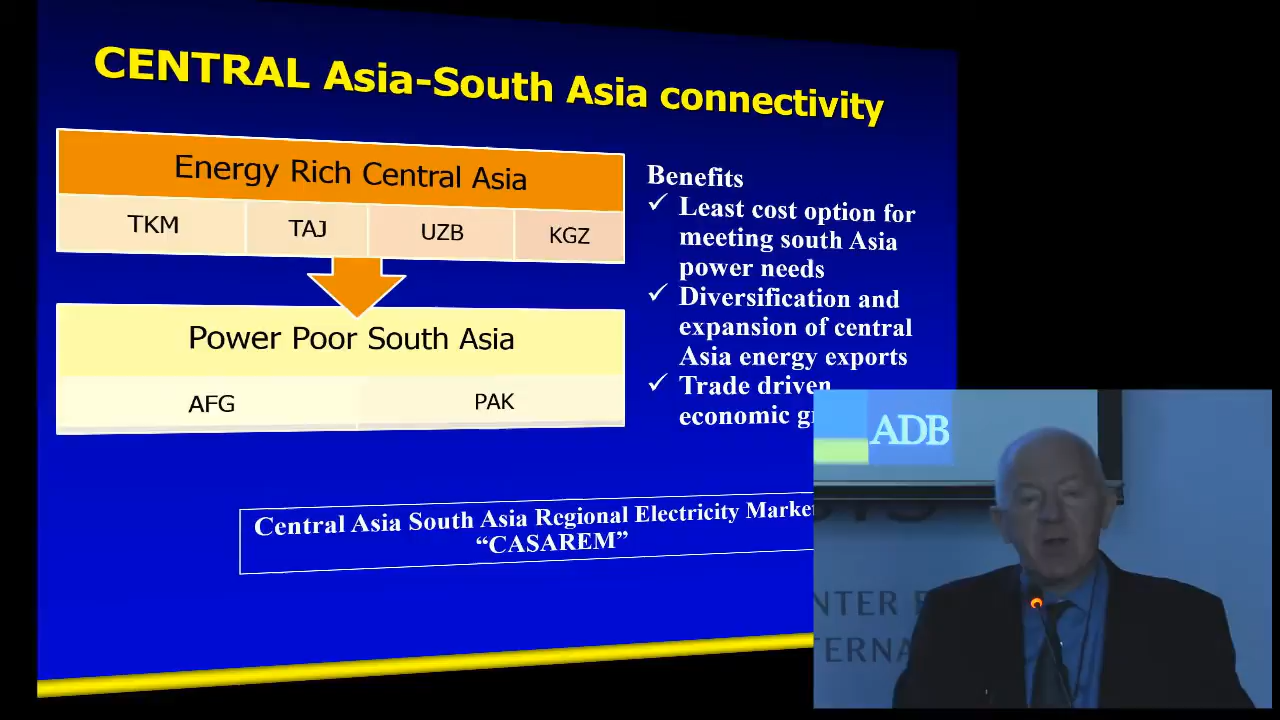 CENTRAL Asia-South Asia connectivity
Energy Rich Central Asia
TKM TAJ UZB KGZ
Power Poor South Asia
AFG PAK
Benefits
✓ Least cost option for
meeting south Asia
power needs
✓ Diversification and
expansion of central
Asia energy exports
✓ Trade driven
economic
Central Asia South Asia Regional Electricity Market
“CASAREM”
ADB